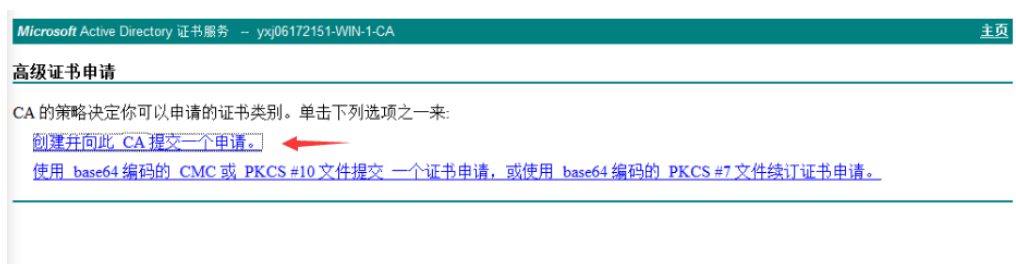 Microsoft Active Directory 证书服务 -- yxj06172151-WIN-1-CA 主页
高级证书申请
CA 的策略决定你可以申请的证书类别。单击下列选项之一来:
创建并向此 CA 提交一个申请。
使用 base64 编码的 CMC 或 PKCS #10 文件提交 一个证书申请，或使用 base64 编码的 PKCS #7 文件续订证书申请。